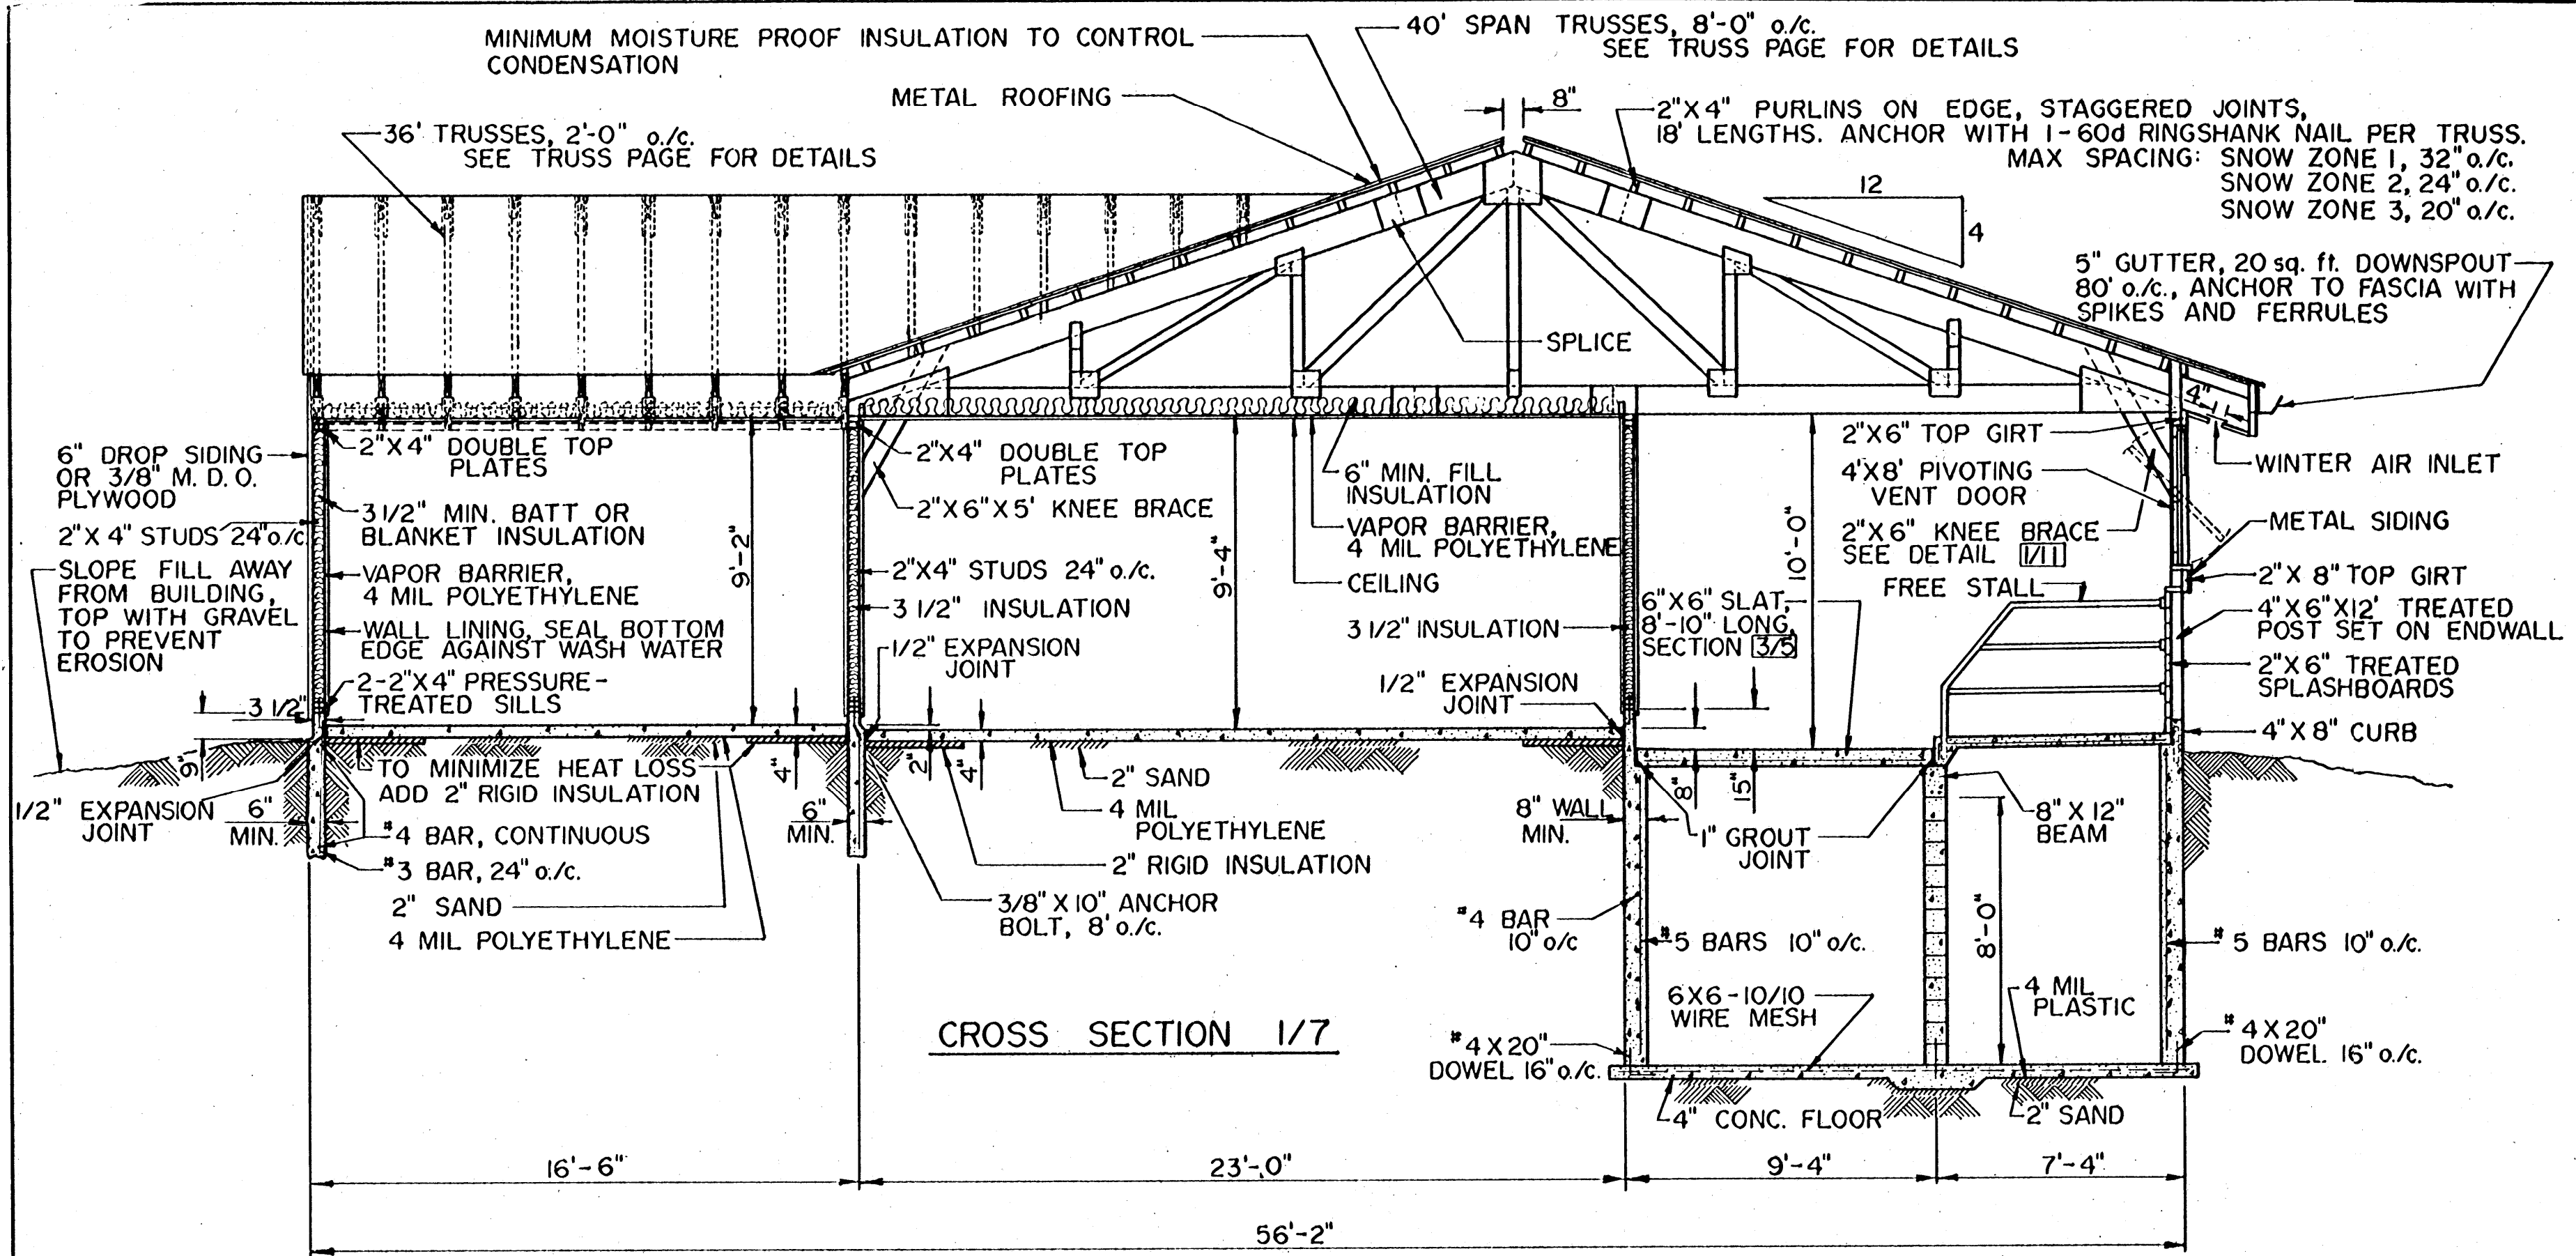 MINIMUM MOISTURE PROOF INSULATION TO CONTROL
CONDENSATION
40' SPAN TRUSSES, 8'-0" o./c.
SEE TRUSS PAGE FOR DETAILS
METAL ROOFING
8"
2"X4" PURLINS ON EDGE, STAGGERED JOINTS,
18' LENGTHS. ANCHOR WITH 1-60d RINGSHANK NAIL PER TRUSS.
MAX SPACING: SNOW ZONE 1, 32" o./c.
SNOW ZONE 2, 24" o./c.
SNOW ZONE 3, 20" o./c.
36' TRUSSES, 2'-0" o./c.
SEE TRUSS PAGE FOR DETAILS
12
4
5" GUTTER, 20 sq. ft. DOWNSPOUT
80' o./c., ANCHOR TO FASCIA WITH
SPIKES AND FERRULES
SPLICE
4"
6" DROP SIDING
OR 3/8" M. D. O.
PLYWOOD
2"X 4" STUDS 24" o./c.
SLOPE FILL AWAY
FROM BUILDING,
TOP WITH GRAVEL
TO PREVENT
EROSION
3 1/2"
9"
1/2" EXPANSION
JOINT
2"X4" DOUBLE TOP
PLATES
3 1/2" MIN. BATT OR
BLANKET INSULATION
VAPOR BARRIER,
4 MIL POLYETHYLENE
WALL LINING, SEAL BOTTOM
EDGE AGAINST WASH WATER
2-2"X4" PRESSURE-
TREATED SILLS
9'-2"
TO MINIMIZE HEAT LOSS
ADD 2" RIGID INSULATION
6"
MIN.
#4 BAR, CONTINUOUS
#3 BAR, 24" o./c.
2" SAND
4 MIL POLYETHYLENE
4"
6"
MIN.
2"X4" DOUBLE TOP
PLATES
2"X6"X5' KNEE BRACE
2"X4" STUDS 24" o./c.
3 1/2" INSULATION
1/2" EXPANSION
JOINT
2"
4"
2" SAND
4 MIL
POLYETHYLENE
2" RIGID INSULATION
3/8" X 10" ANCHOR
BOLT, 8' o./c.
9'-4"
6" MIN. FILL
INSULATION
VAPOR BARRIER,
4 MIL POLYETHYLENE
CEILING
3 1/2" INSULATION
1/2" EXPANSION
JOINT
10'-0"
6"X6" SLAT,
8'-10" LONG,
SECTION 3/5
2"X6" TOP GIRT
4'X8' PIVOTING
VENT DOOR
2"X6" KNEE BRACE
SEE DETAIL 1/11
FREE STALL
WINTER AIR INLET
METAL SIDING
2"X 8" TOP GIRT
4"X6"X12' TREATED
POST SET ON ENDWALL
2"X6" TREATED
SPLASHBOARDS
4"X8" CURB
8"
15"
8" WALL
MIN.
1" GROUT
JOINT
8"X12"
BEAM
#4 BAR
10" o/c
#5 BARS 10" o/c.
8'-0"
#5 BARS 10" o./c.
6X6-10/10
WIRE MESH
4 MIL
PLASTIC
#4 X 20"
DOWEL 16" o./c.
#4 X 20"
DOWEL 16" o./c.
4" CONC. FLOOR
2" SAND
CROSS SECTION 1/7
16'-6"
23'-0"
9'-4"
7'-4"
56'-2"